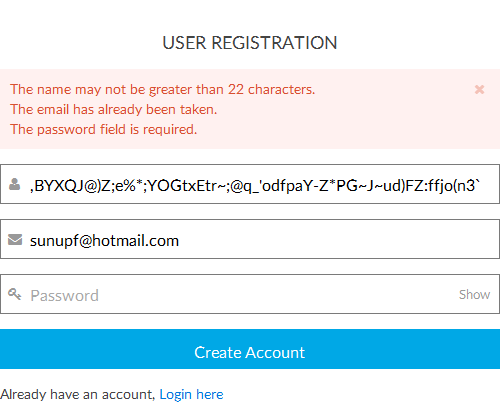 USER REGISTRATION
The name may not be greater than 22 characters.
The email has already been taken.
The password field is required.
,BYXQJ@)Z;e%*;YOGtxEtr~;@q_'odfpaY-Z*PG~J~ud)FZ:ffjo(n3`
sunupf@hotmail.com
Password Show
Create Account
Already have an account, Login here